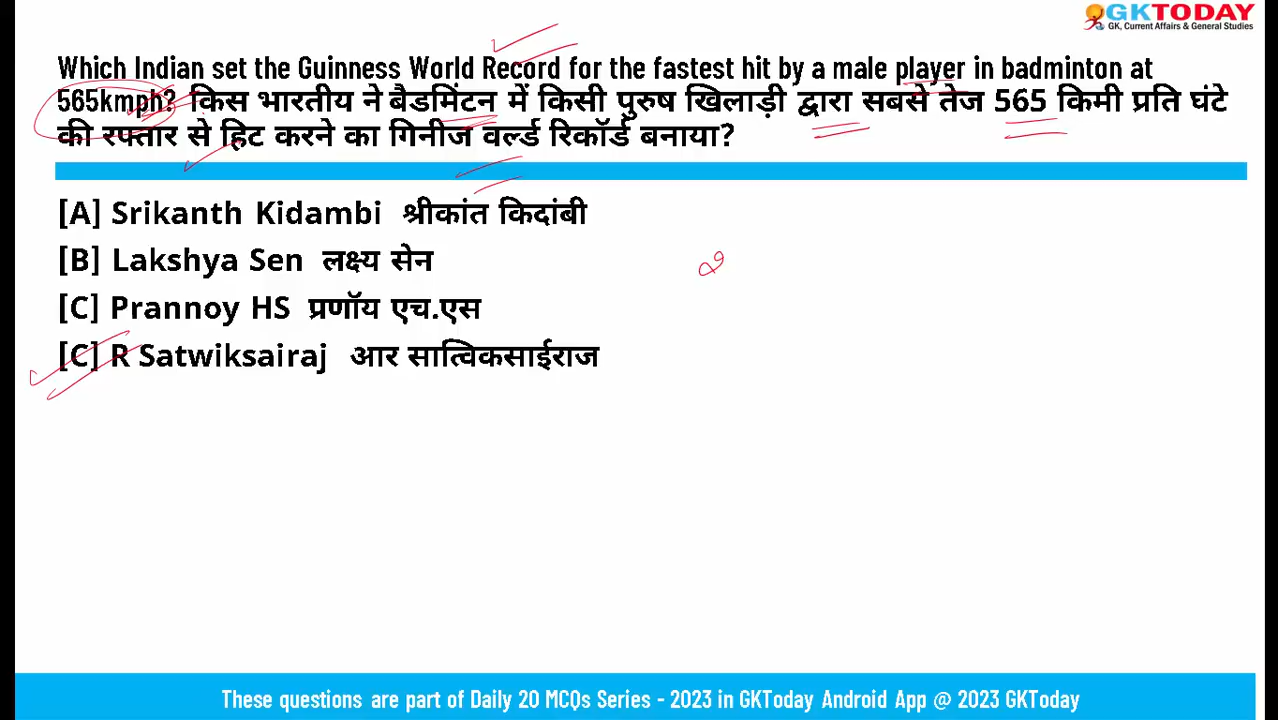 GKTODAY
GK, Current Affairs & General Studies
Which Indian set the Guinness World Record for the fastest hit by a male player in badminton at
565kmph? किस भारतीय ने बैडमिंटन में किसी पुरुष खिलाड़ी द्वारा सबसे तेज 565 किमी प्रति घंटे
की रफ्तार से हिट करने का गिनीज वर्ल्ड रिकॉर्ड बनाया?
[A] Srikanth Kidambi श्रीकांत किदांबी
[B] Lakshya Sen लक्ष्य सेन
[C] Prannoy HS प्रणॉय एच.एस
[C] R Satwiksairaj आर सात्विकसाईराज
These questions are part of Daily 20 MCQs Series - 2023 in GKToday Android App @ 2023 GKToday